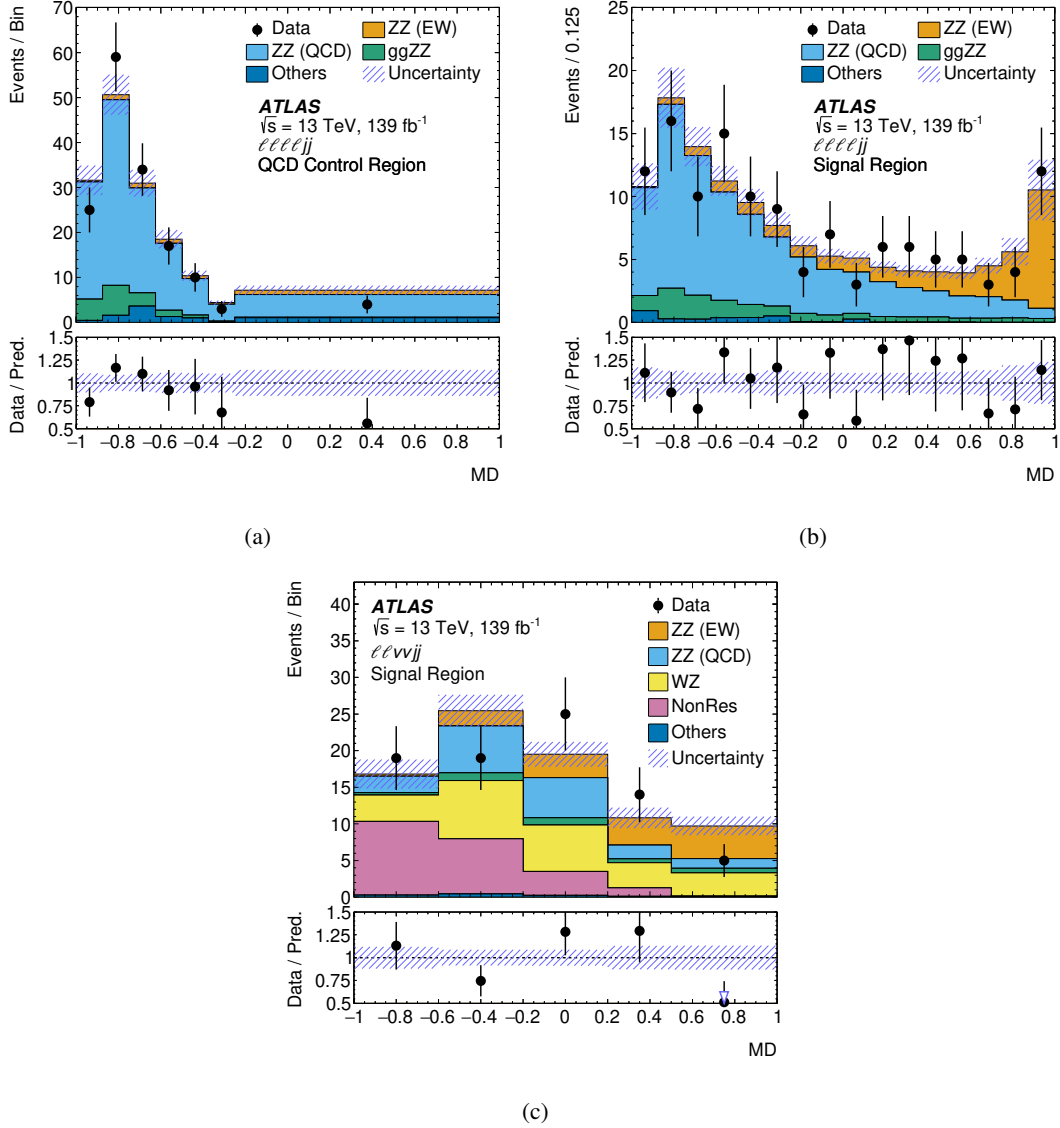 Events / Bin
70
60
50
40
30
20
10
0
Data
ZZ (EW)
ZZ (QCD)
ggZZ
Others
Uncertainty
ATLAS
√s = 13 TeV, 139 fb⁻¹
ℓℓℓℓjj
QCD Control Region
Data / Pred.
1.5
1.25
1
0.75
0.5
−1 −0.8 −0.6 −0.4 −0.2 0 0.2 0.4 0.6 0.8 1
MD
(a)
Events / 0.125
25
20
15
10
5
0
Data
ZZ (EW)
ZZ (QCD)
ggZZ
Others
Uncertainty
ATLAS
√s = 13 TeV, 139 fb⁻¹
ℓℓℓℓjj
Signal Region
Data / Pred.
1.5
1.25
1
0.75
0.5
−1 −0.8 −0.6 −0.4 −0.2 0 0.2 0.4 0.6 0.8 1
MD
(b)
Events / Bin
40
35
30
25
20
15
10
5
0
ATLAS
√s = 13 TeV, 139 fb⁻¹
ℓℓννjj
Signal Region
Data
ZZ (EW)
ZZ (QCD)
WZ
NonRes
Others
Uncertainty
Data / Pred.
1.5
1.25
1
0.75
0.5
−1 −0.8 −0.6 −0.4 −0.2 0 0.2 0.4 0.6 0.8 1
MD
(c)